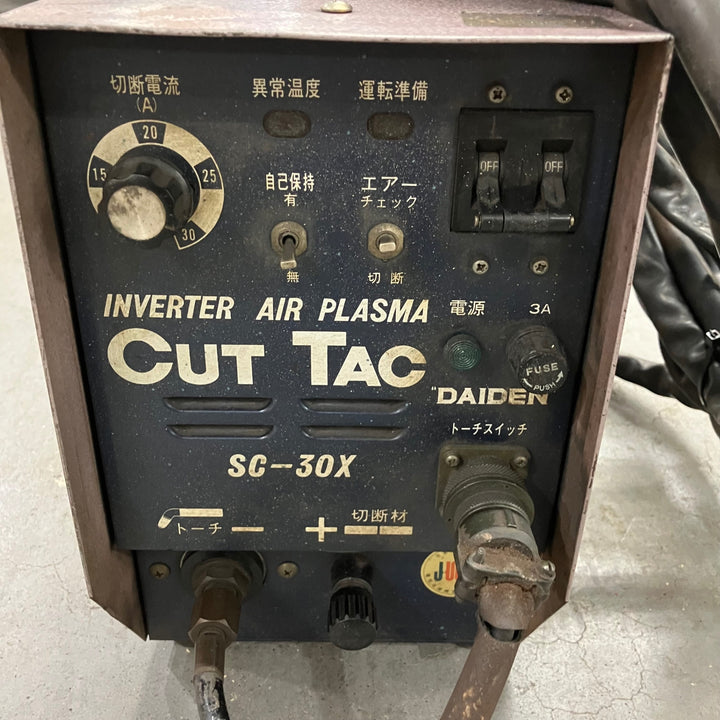 切断電流
(A)
15
20
25
30
異常温度
運転準備
OFF
OFF
自己保持
有
無
エアー
チェック
切断
INVERTER AIR PLASMA
CUT TAC
電源
3A
FUSE
PUSH
DAIDEN
トーチスイッチ
SC-30X
トーチ −
+ 切断材